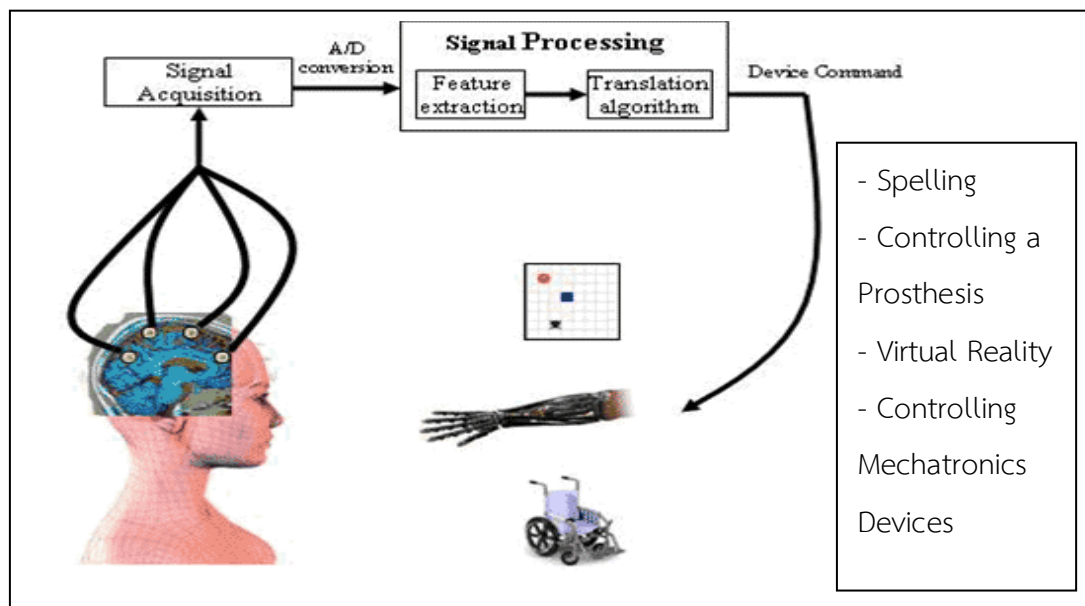 Signal
Acquisition
A/D
conversion
Signal Processing
Feature
extraction
Translation
algorithm
Device Command
- Spelling
- Controlling a
Prosthesis
- Virtual Reality
- Controlling
Mechatronics
Devices